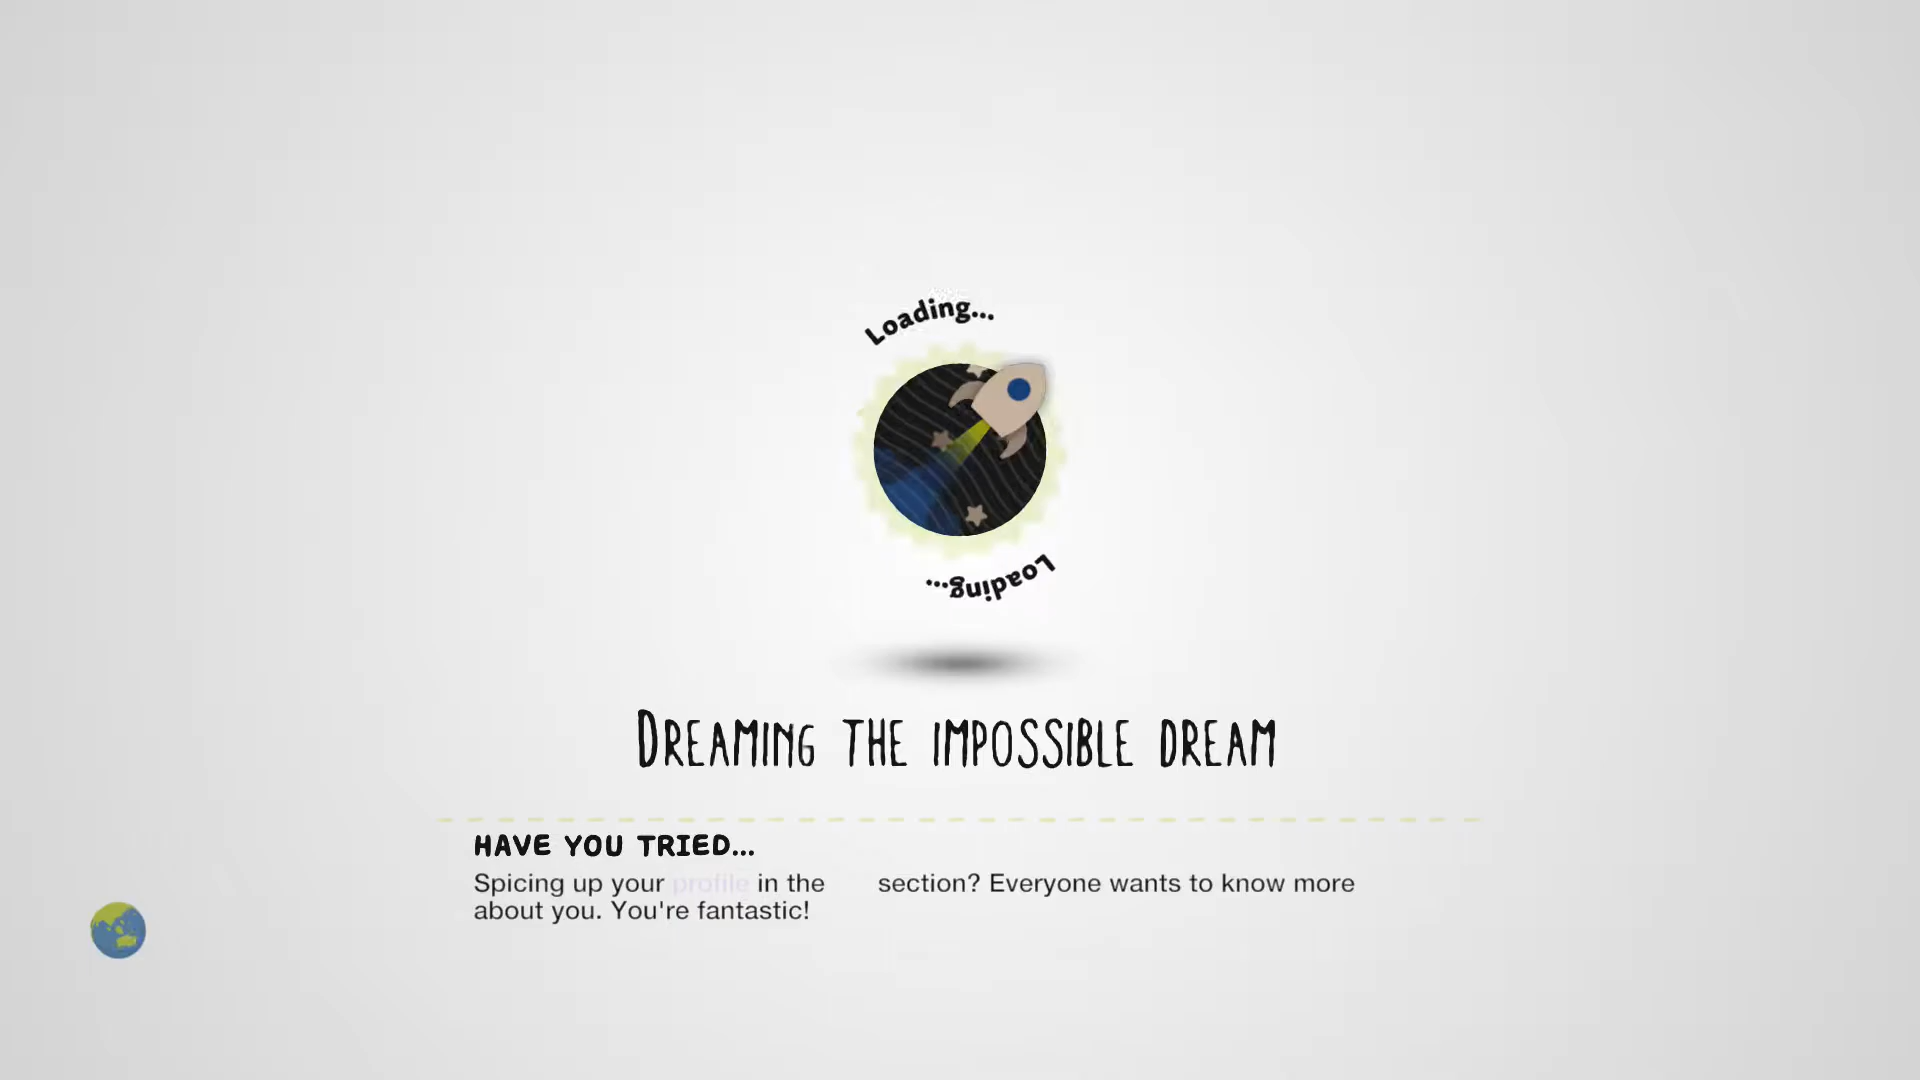 Loading...
Loading...
DREAMING THE IMPOSSIBLE DREAM
HAVE YOU TRIED...
Spicing up your profile in the section? Everyone wants to know more
about you. You're fantastic!